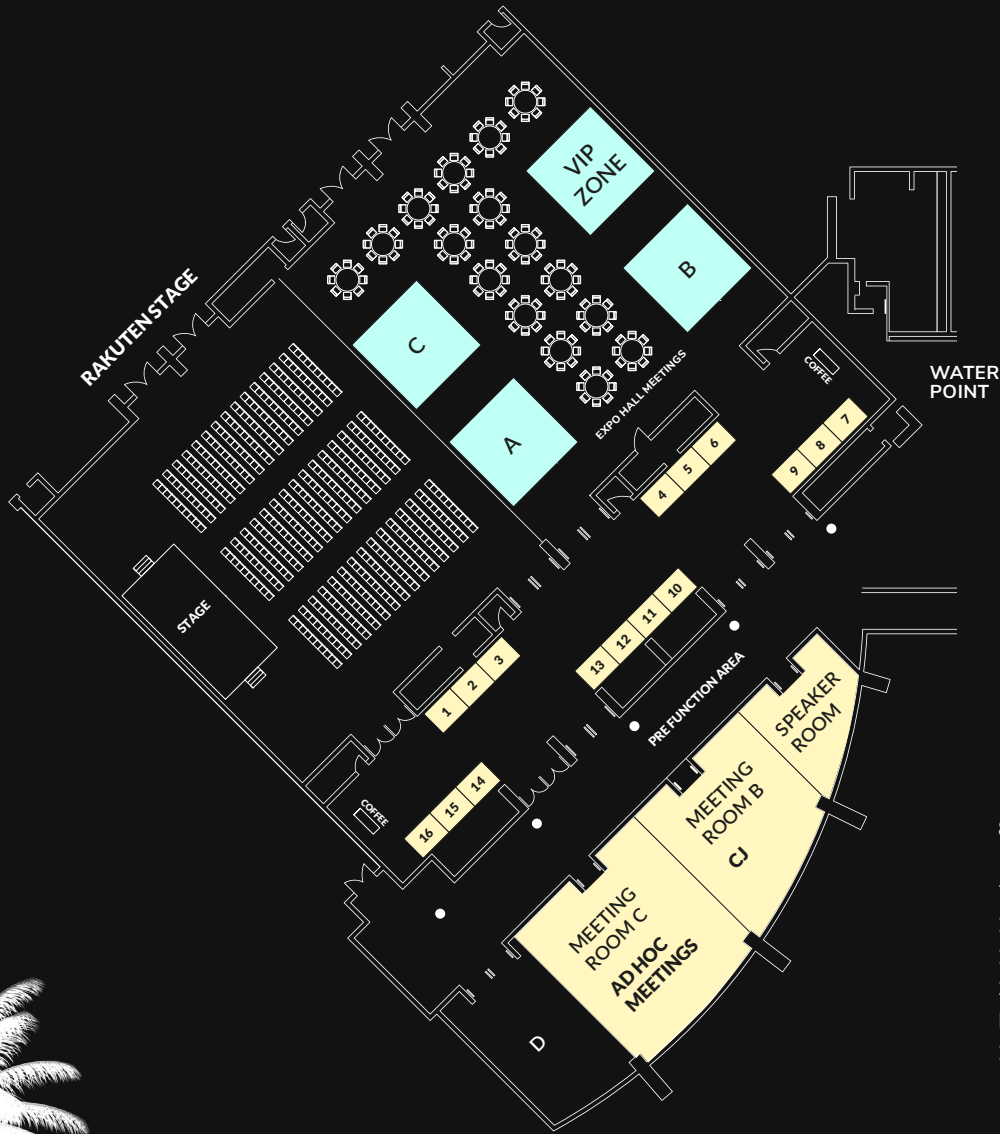 VIP
ZONE
B
RAKUTEN STAGE
C
COFFEE
WATER
POINT
EXPO HALL MEETINGS
A
7
8
9
6
5
4
STAGE
10
11
12
13
3
2
1
PRE FUNCTION AREA
SPEAKER
ROOM
MEETING
ROOM B
CJ
14
15
16
COFFEE
MEETING
ROOM C
AD HOC
MEETINGS
D